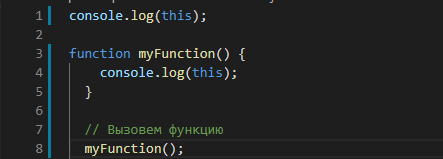 1 console.log(this);
2
3 function myFunction() {
4 console.log(this);
5 }
6
7 // Вызовем функцию
8 myFunction();